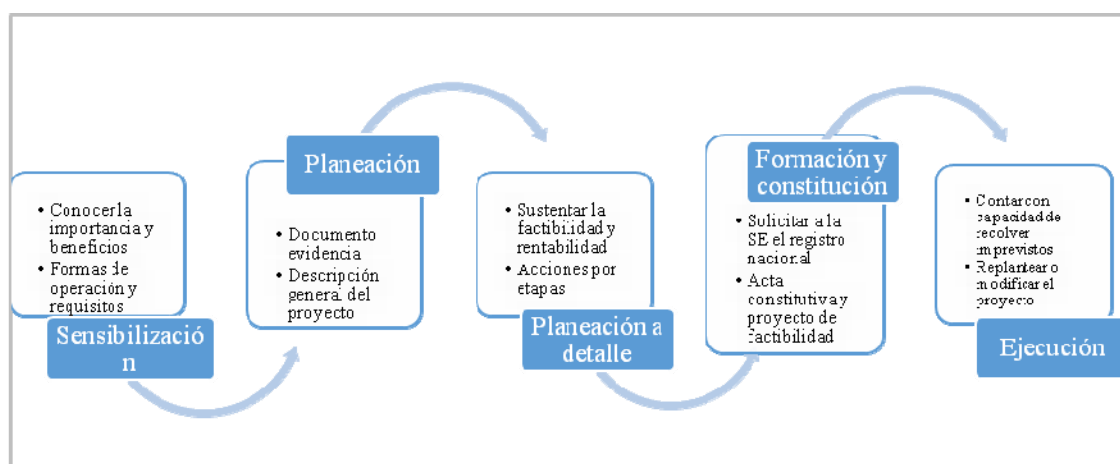 • Conocer la
importancia y
beneficios
• Formas de
operación y
requisitos
Sensibilizació
n
Planeación
• Documento
evidencia
• Descripción
general del
proyecto
• Sustentar la
factibilidad y
rentabilidad
• Acciones por
etapas
Planeación a
detalle
Formación y
constitución
• Solicitar a la
SE el registro
nacional
• Acta
constitutiva y
proyecto de
factibilidad
• Contar con
capacidad de
recolver
imprevistos
• Replantear o
modificar el
proyecto
Ejecución